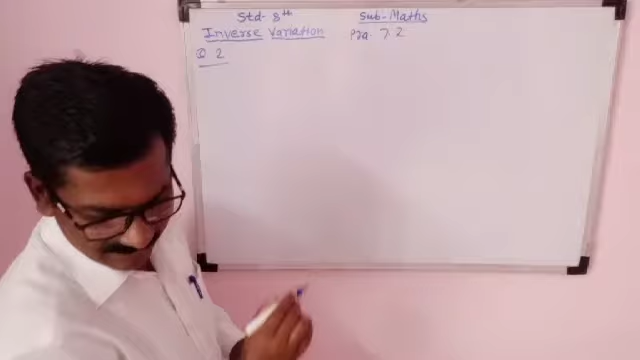 Std- 8th Sub- Maths
Inverse Variation Pra. 7.2
Q 2